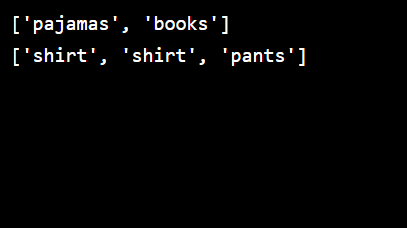 ['pajamas', 'books']
['shirt', 'shirt', 'pants']